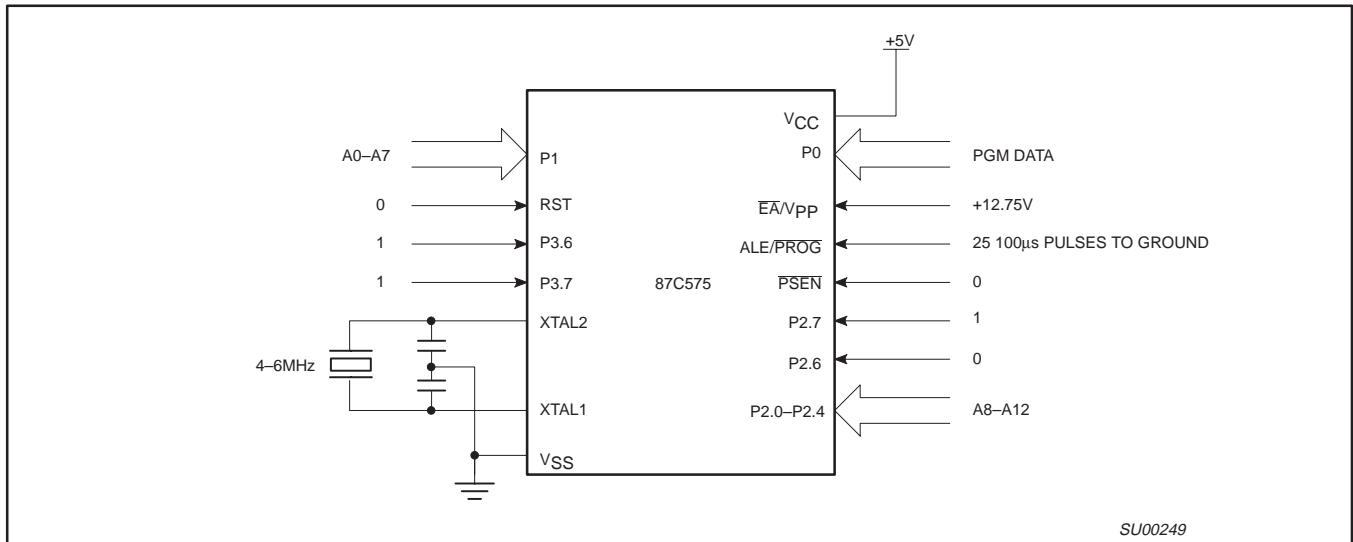 +5V
VCC
A0–A7
P1
P0
PGM DATA
0
RST
EA/VPP
+12.75V
1
P3.6
ALE/PROG
25 100µs PULSES TO GROUND
1
P3.7
87C575
PSEN
0
XTAL2
P2.7
1
4–6MHz
P2.6
0
XTAL1
P2.0–P2.4
A8–A12
VSS
SU00249